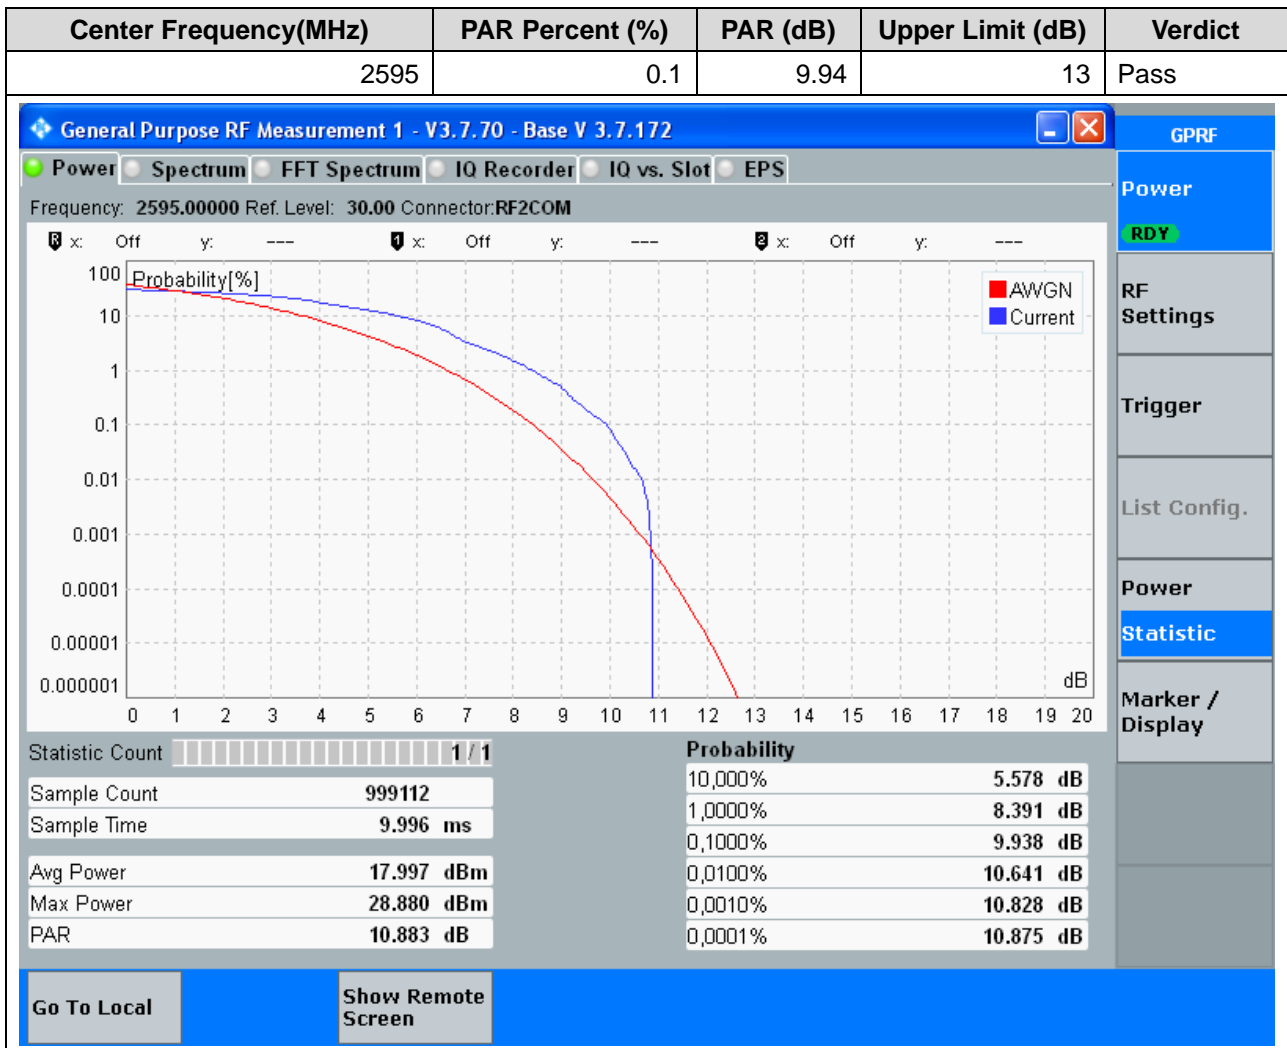 Center Frequency(MHz) PAR Percent (%) PAR (dB) Upper Limit (dB) Verdict
2595 0.1 9.94 13 Pass
General Purpose RF Measurement 1 - V3.7.70 - Base V 3.7.172
GPRF
Power Spectrum FFT Spectrum IQ Recorder IQ vs. Slot EPS
Power
RDY
Frequency: 2595.00000 Ref. Level: 30.00 Connector:RF2COM
R x: Off y: --- 1 x: Off y: --- 2 x: Off y: ---
Probability[%]
AWGN
Current
100
10
1
0.1
0.01
0.001
0.0001
0.00001
0.000001
dB
0 1 2 3 4 5 6 7 8 9 10 11 12 13 14 15 16 17 18 19 20
RF
Settings
Trigger
List Config.
Power
Statistic
Marker /
Display
Statistic Count 1 / 1
Sample Count 999112
Sample Time 9.996 ms
Avg Power 17.997 dBm
Max Power 28.880 dBm
PAR 10.883 dB
Probability
10,000% 5.578 dB
1,0000% 8.391 dB
0,1000% 9.938 dB
0,0100% 10.641 dB
0,0010% 10.828 dB
0,0001% 10.875 dB
Go To Local
Show Remote
Screen